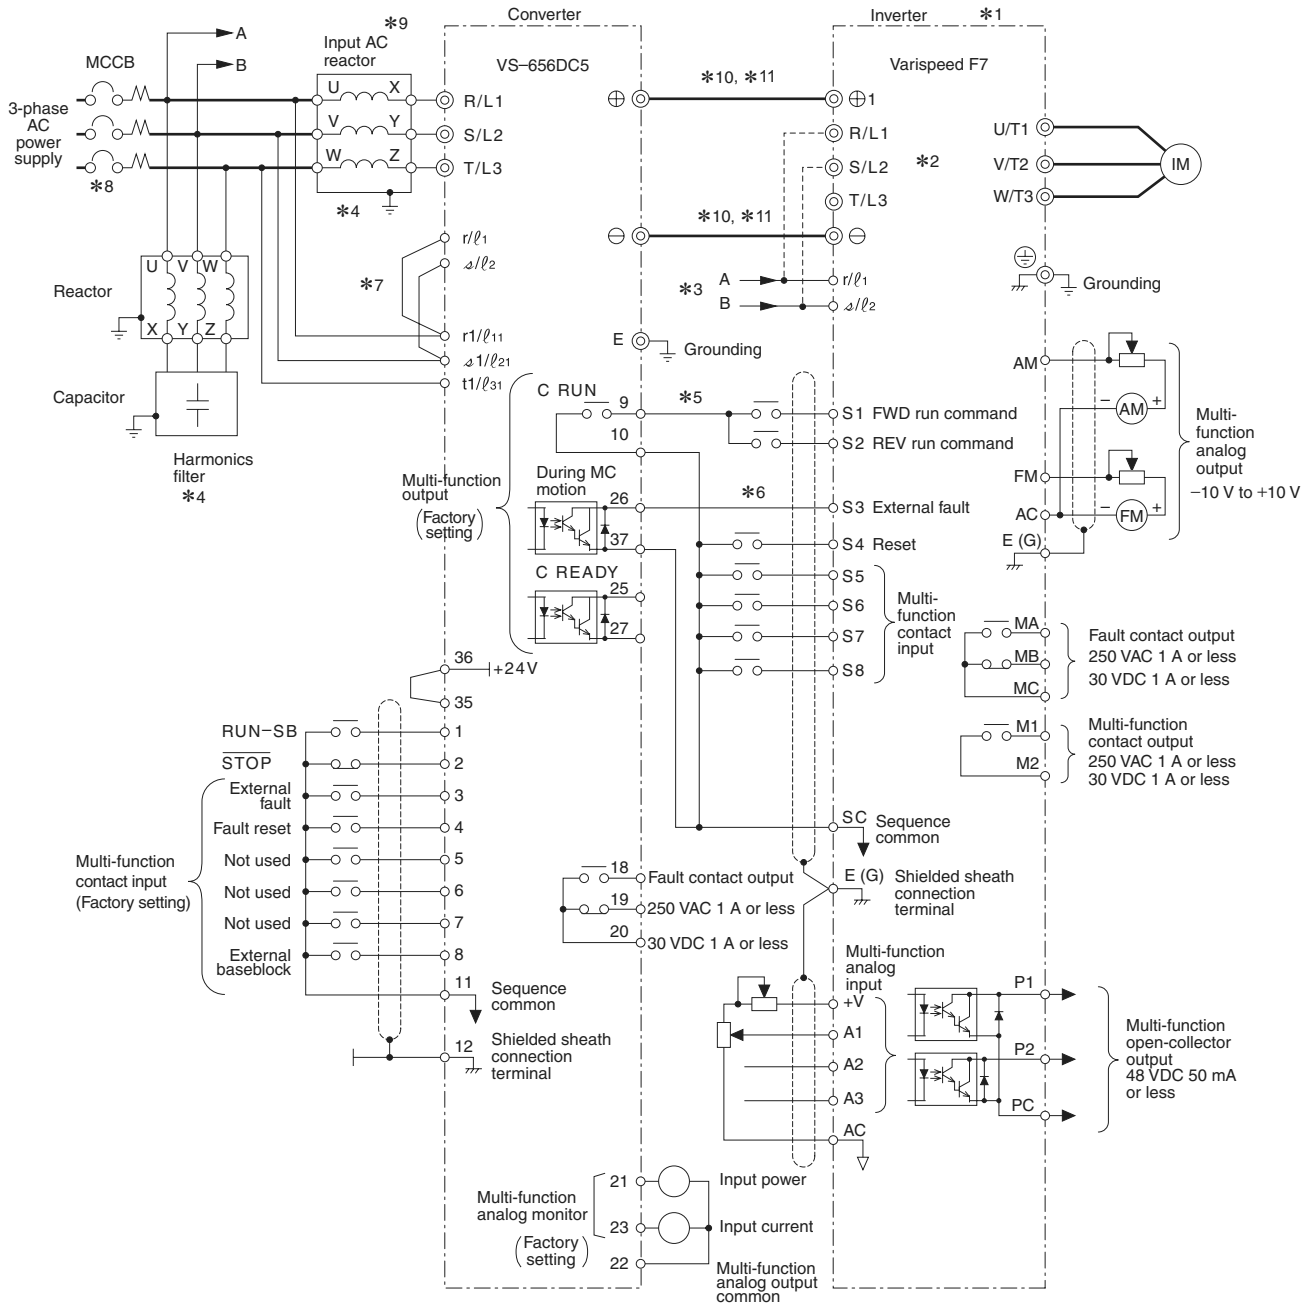 Converter
Inverter
*1
*9
Input AC
reactor
MCCB
A
B
VS–656DC5
Varispeed F7
3-phase
AC
power
supply
*8
U X
V Y
W Z
*4
R/L1
S/L2
T/L3
⊕
*10, *11
⊕1
R/L1
S/L2
*2
T/L3
⊖
*10, *11
⊖
U/T1
V/T2
W/T3
IM
r/ℓ1
s/ℓ2
*7
r1/ℓ11
s1/ℓ21
t1/ℓ31
*3
A
B
r/ℓ1
s/ℓ2
Grounding
E
Grounding
Reactor
U V W
X Y Z
Capacitor
Harmonics
filter
*4
Multi-function
output
(Factory
setting)
C RUN
9
10
*5
During MC
motion
26
37
*6
C READY
25
27
S1 FWD run command
S2 REV run command
S3 External fault
S4 Reset
S5
S6
S7
S8
Multi-
function
contact
input
AM
AM
– +
FM
FM
– +
AC
E (G)
Multi-
function
analog
output
–10 V to +10 V
MA
MB
MC
Fault contact output
250 VAC 1 A or less
30 VDC 1 A or less
M1
M2
Multi-function
contact output
250 VAC 1 A or less
30 VDC 1 A or less
36
+24V
35
RUN–SB
1
STOP
2
External
fault
3
Fault reset
4
Not used
5
Not used
6
Not used
7
External
baseblock
8
Multi-function
contact input
(Factory setting)
11
Sequence
common
12
Shielded sheath
connection
terminal
18
Fault contact output
19
250 VAC 1 A or less
20
30 VDC 1 A or less
SC
Sequence
common
E (G)
Shielded sheath
connection
terminal
Multi-function
analog
input
+V
A1
A2
A3
AC
P1
P2
PC
Multi-function
open-collector
output
48 VDC 50 mA
or less
Multi-function
analog monitor
(Factory
setting)
21
Input power
23
Input current
22
Multi-function
analog output
common